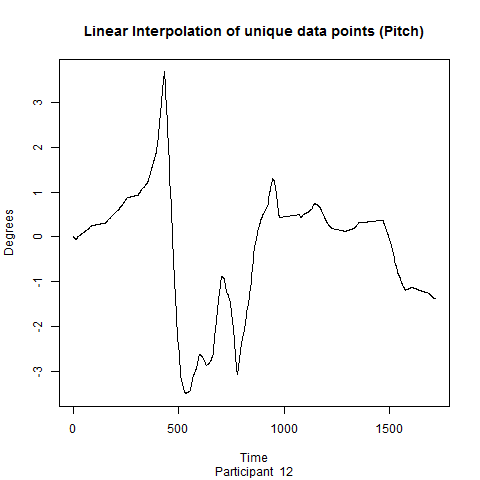 Linear Interpolation of unique data points (Pitch)
Degrees
3
2
1
0
-1
-2
-3
0 500 1000 1500
Time
Participant 12